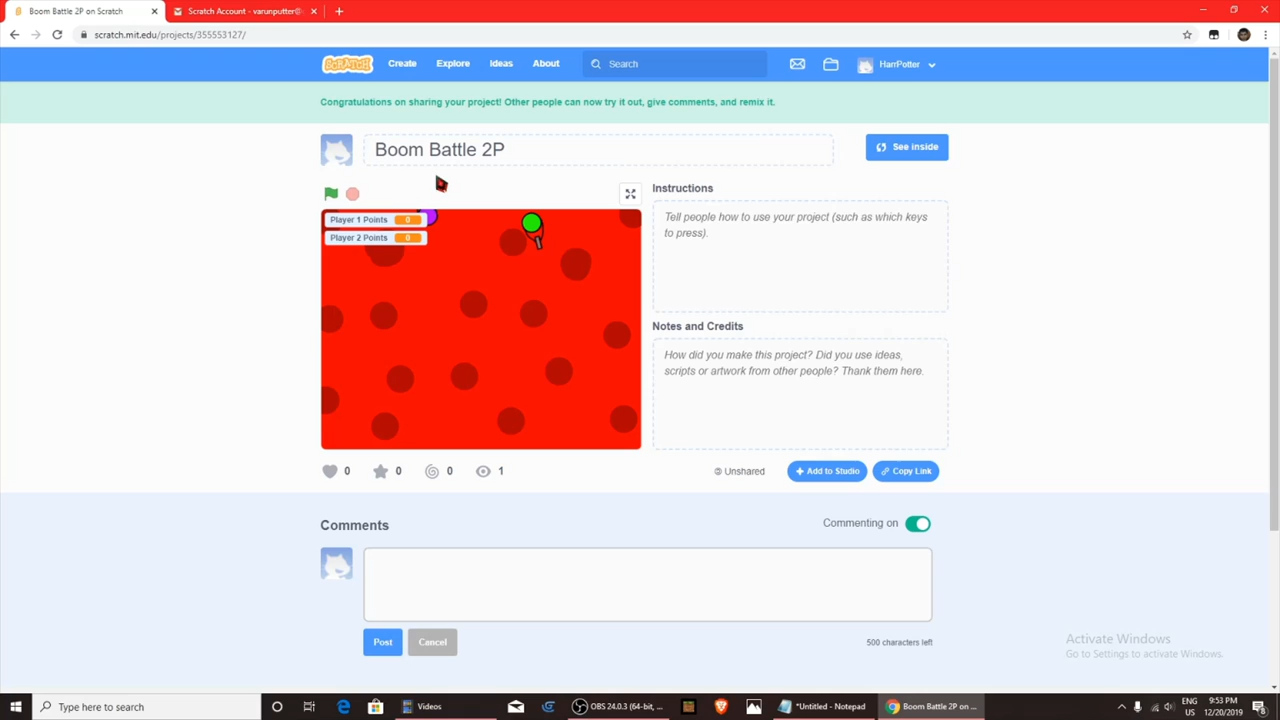 Boom Battle 2P on Scratch
Scratch Account - varunputter@
scratch.mit.edu/projects/355553127/
SCRATCH Create Explore Ideas About Search HarrPotter
Congratulations on sharing your project! Other people can now try it out, give comments, and remix it.
Boom Battle 2P
See inside
Instructions
Tell people how to use your project (such as which keys
to press).
Player 1 Points 0
Player 2 Points 0
Notes and Credits
How did you make this project? Did you use ideas,
scripts or artwork from other people? Thank them here.
0 0 0 1
Unshared
Add to Studio
Copy Link
Comments
Commenting on
Post
Cancel
500 characters left
Activate Windows
Go to Settings to activate Windows.
Type here to search
Videos
OBS 24.0.3 (64-bit, ...
*Untitled - Notepad
Boom Battle 2P on ...
ENG
US
9:53 PM
12/20/2019
8